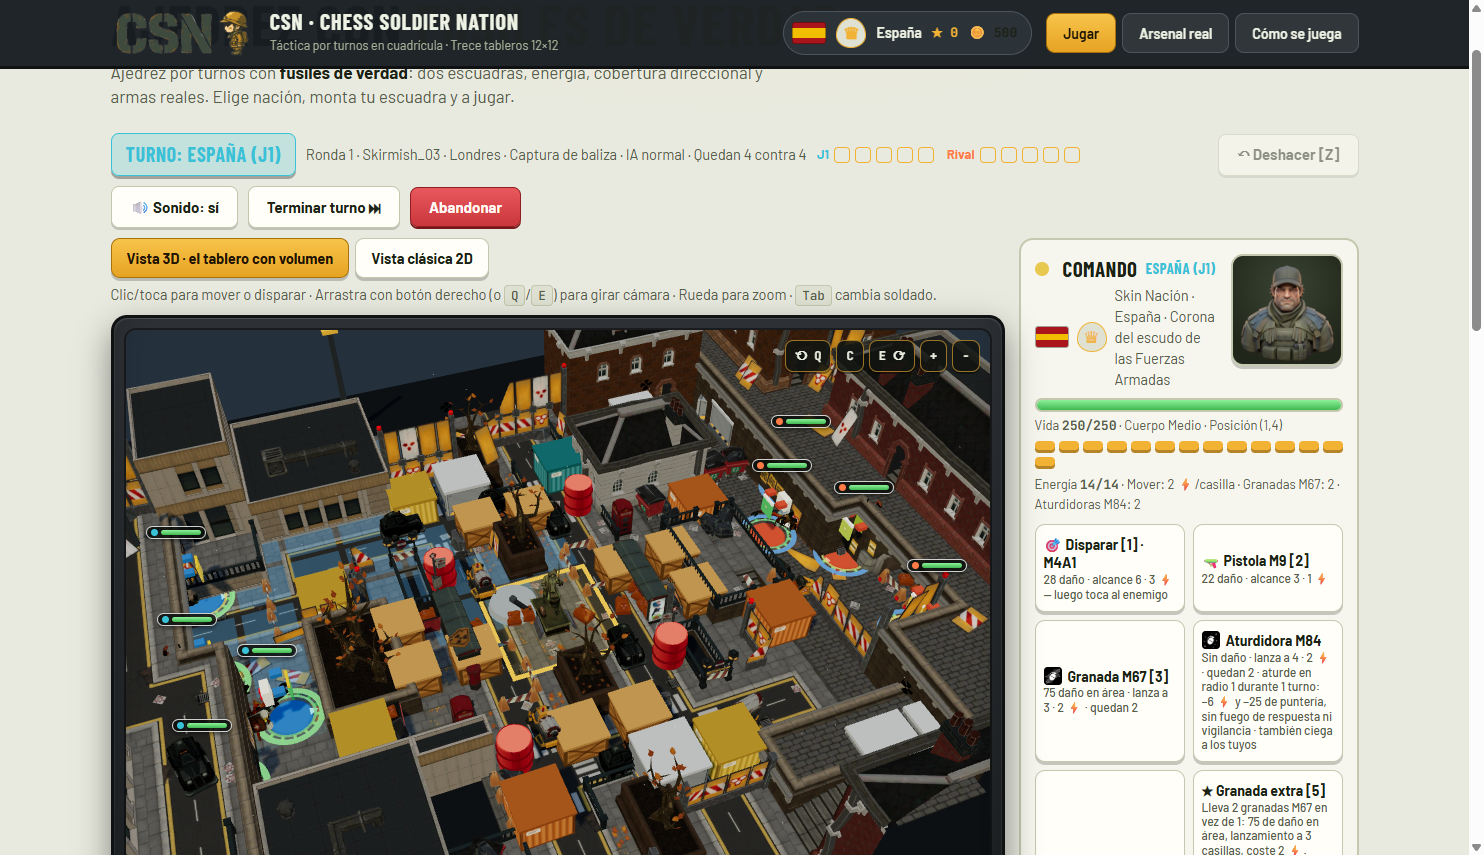 CSN
CSN · CHESS SOLDIER NATION
Táctica por turnos en cuadrícula · Trece tableros 12×12
España ★ 0 500
Jugar
Arsenal real
Cómo se juega
Ajedrez por turnos con fusiles de verdad: dos escuadras, energía, cobertura direccional y
armas reales. Elige nación, monta tu escuadra y a jugar.
TURNO: ESPAÑA (J1)
Ronda 1 · Skirmish_03 · Londres · Captura de baliza · IA normal · Quedan 4 contra 4
J1
Rival
Deshacer [Z]
Sonido: sí
Terminar turno
Abandonar
Vista 3D · el tablero con volumen
Vista clásica 2D
Clic/toca para mover o disparar · Arrastra con botón derecho (o Q / E) para girar cámara · Rueda para zoom · Tab cambia soldado.
Q
C
E
+
-
COMANDO ESPAÑA (J1)
Skin Nación ·
España · Corona
del escudo de
las Fuerzas
Armadas
Vida 250/250 · Cuerpo Medio · Posición (1,4)
Energía 14/14 · Mover: 2 ⚡/casilla · Granadas M67: 2 ·
Aturdidoras M84: 2
Disparar [1] ·
M4A1
28 daño · alcance 6 · 3 ⚡
— luego toca al enemigo
Pistola M9 [2]
22 daño · alcance 3 · 1 ⚡
Granada M67 [3]
75 daño en área · lanza a
3 · 2 ⚡ · quedan 2
Aturdidora M84
Sin daño · lanza a 4 · 2 ⚡
· quedan 2 · aturde en
radio 1 durante 1 turno:
−6 ⚡ y −25 de puntería,
sin fuego de respuesta ni
vigilancia · también ciega
a los tuyos
★ Granada extra [5]
Lleva 2 granadas M67 en
vez de 1: 75 de daño en
área, lanzamiento a 3
casillas, coste 2 ⚡.